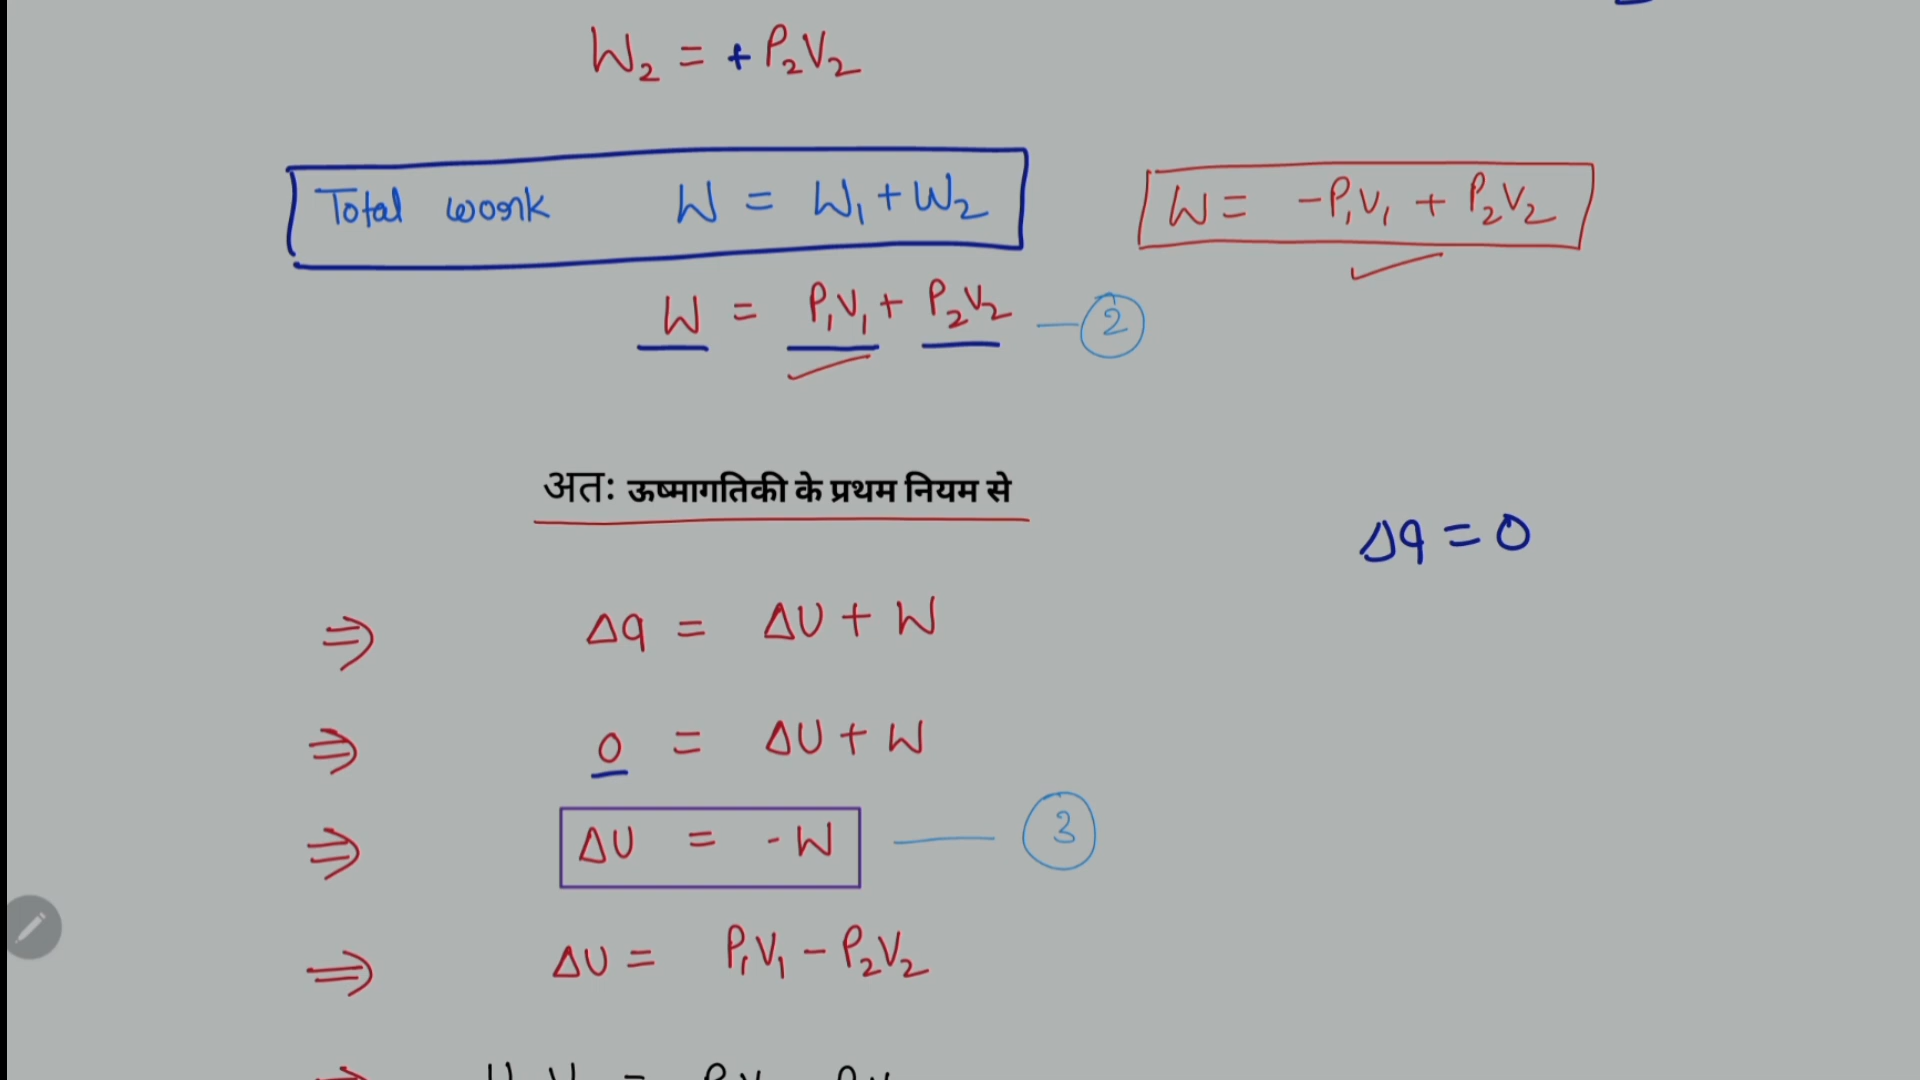 W₂ = + P₂V₂
Total work W = W₁ + W₂
W = -P₁V₁ + P₂V₂
W = P₁V₁ + P₂V₂ — ②
अतः ऊष्मागतिकी के प्रथम नियम से
Δq = 0
⇒ Δq = ΔU + W
⇒ 0 = ΔU + W
⇒ ΔU = -W — ③
⇒ ΔU = P₁V₁ - P₂V₂